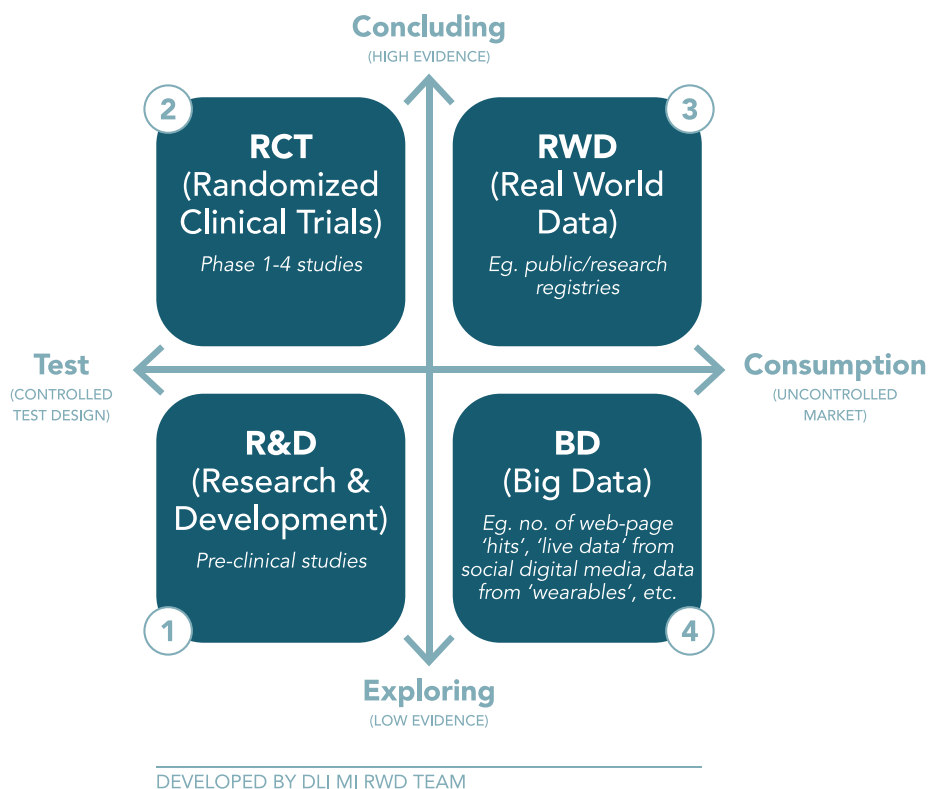 Concluding
(HIGH EVIDENCE)
2
RCT
(Randomized
Clinical Trials)
Phase 1-4 studies
3
RWD
(Real World
Data)
Eg. public/research
registries
Test
(CONTROLLED
TEST DESIGN)
Consumption
(UNCONTROLLED
MARKET)
R&D
(Research &
Development)
Pre-clinical studies
1
BD
(Big Data)
Eg. no. of web-page
‘hits’, ‘live data’ from
social digital media, data
from ‘wearables’, etc.
4
Exploring
(LOW EVIDENCE)
DEVELOPED BY DLI MI RWD TEAM